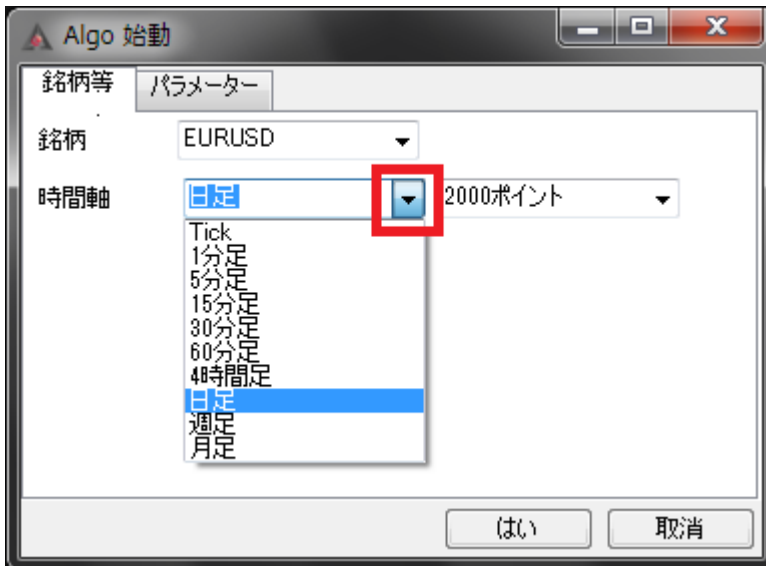 Algo 始動
銘柄等 パラメーター
銘柄 EURUSD
時間軸 日足 2000ポイント
Tick
1分足
5分足
15分足
30分足
60分足
4時間足
日足
週足
月足
はい 取消